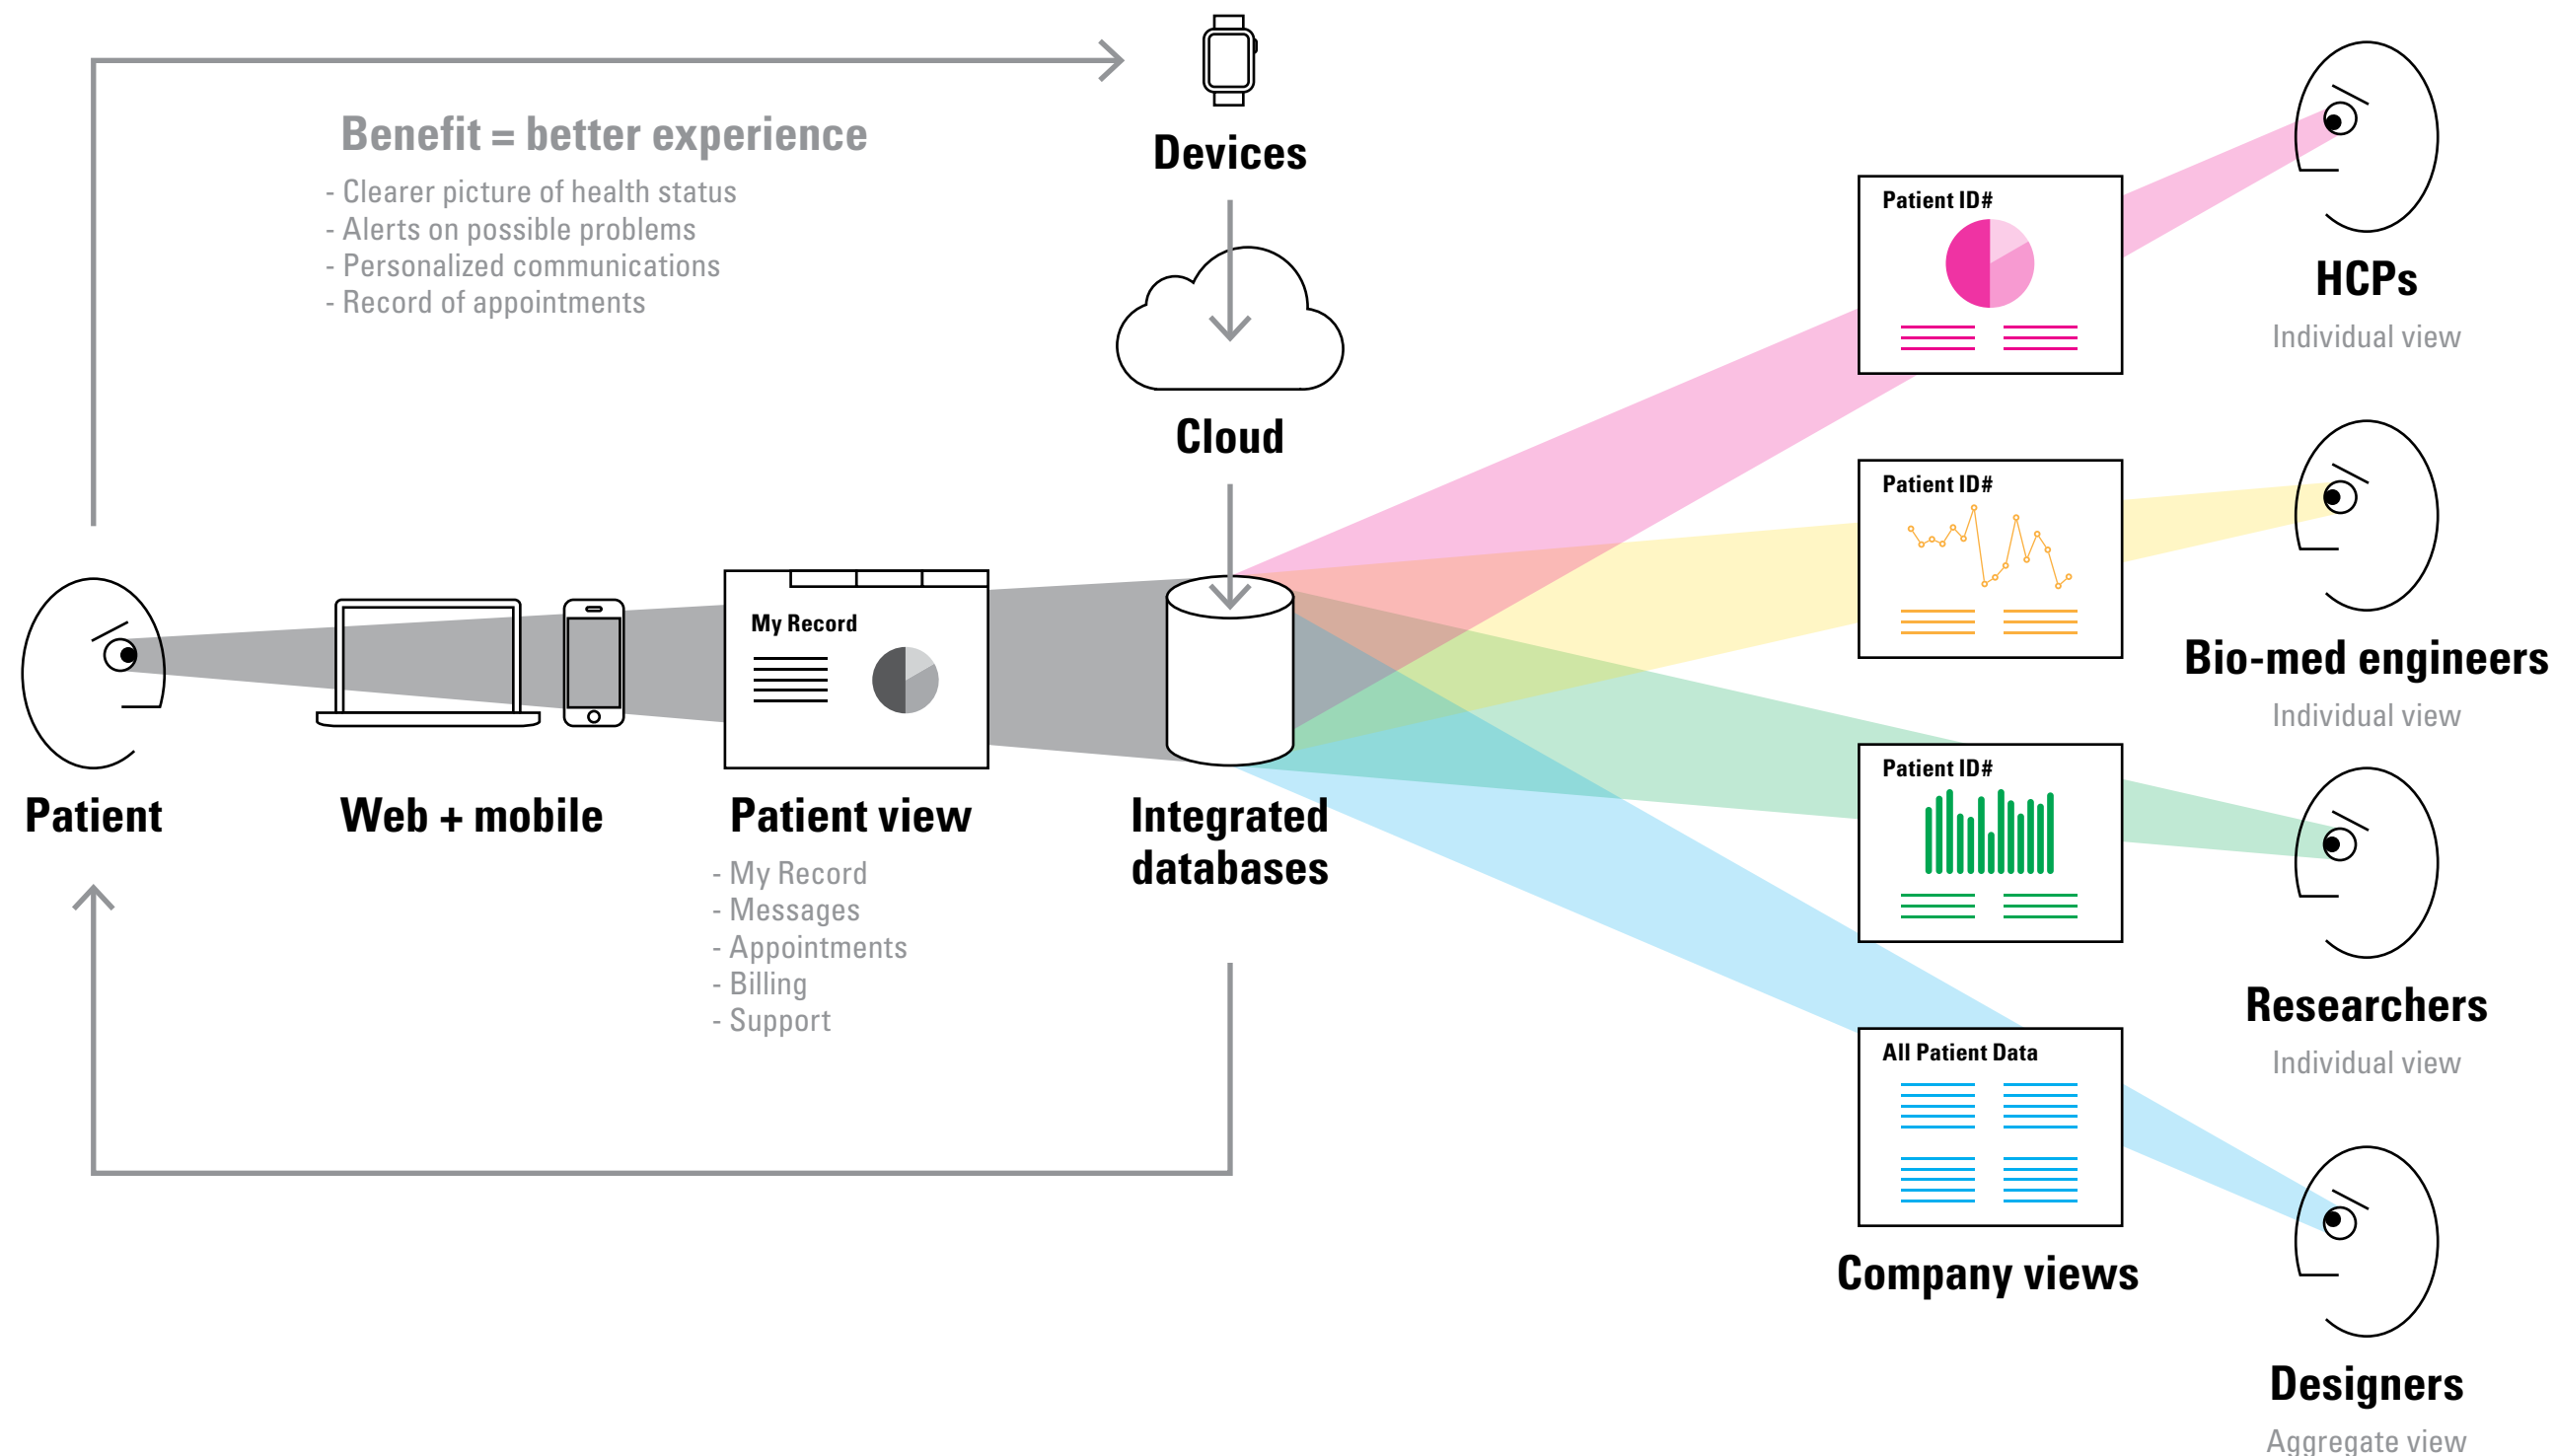 Benefit = better experience
- Clearer picture of health status
- Alerts on possible problems
- Personalized communications
- Record of appointments
Devices
Cloud
Patient
Web + mobile
My Record
Patient view
- My Record
- Messages
- Appointments
- Billing
- Support
Integrated
databases
Patient ID#
Patient ID#
Patient ID#
All Patient Data
Company views
HCPs
Individual view
Bio-med engineers
Individual view
Researchers
Individual view
Designers
Aggregate view